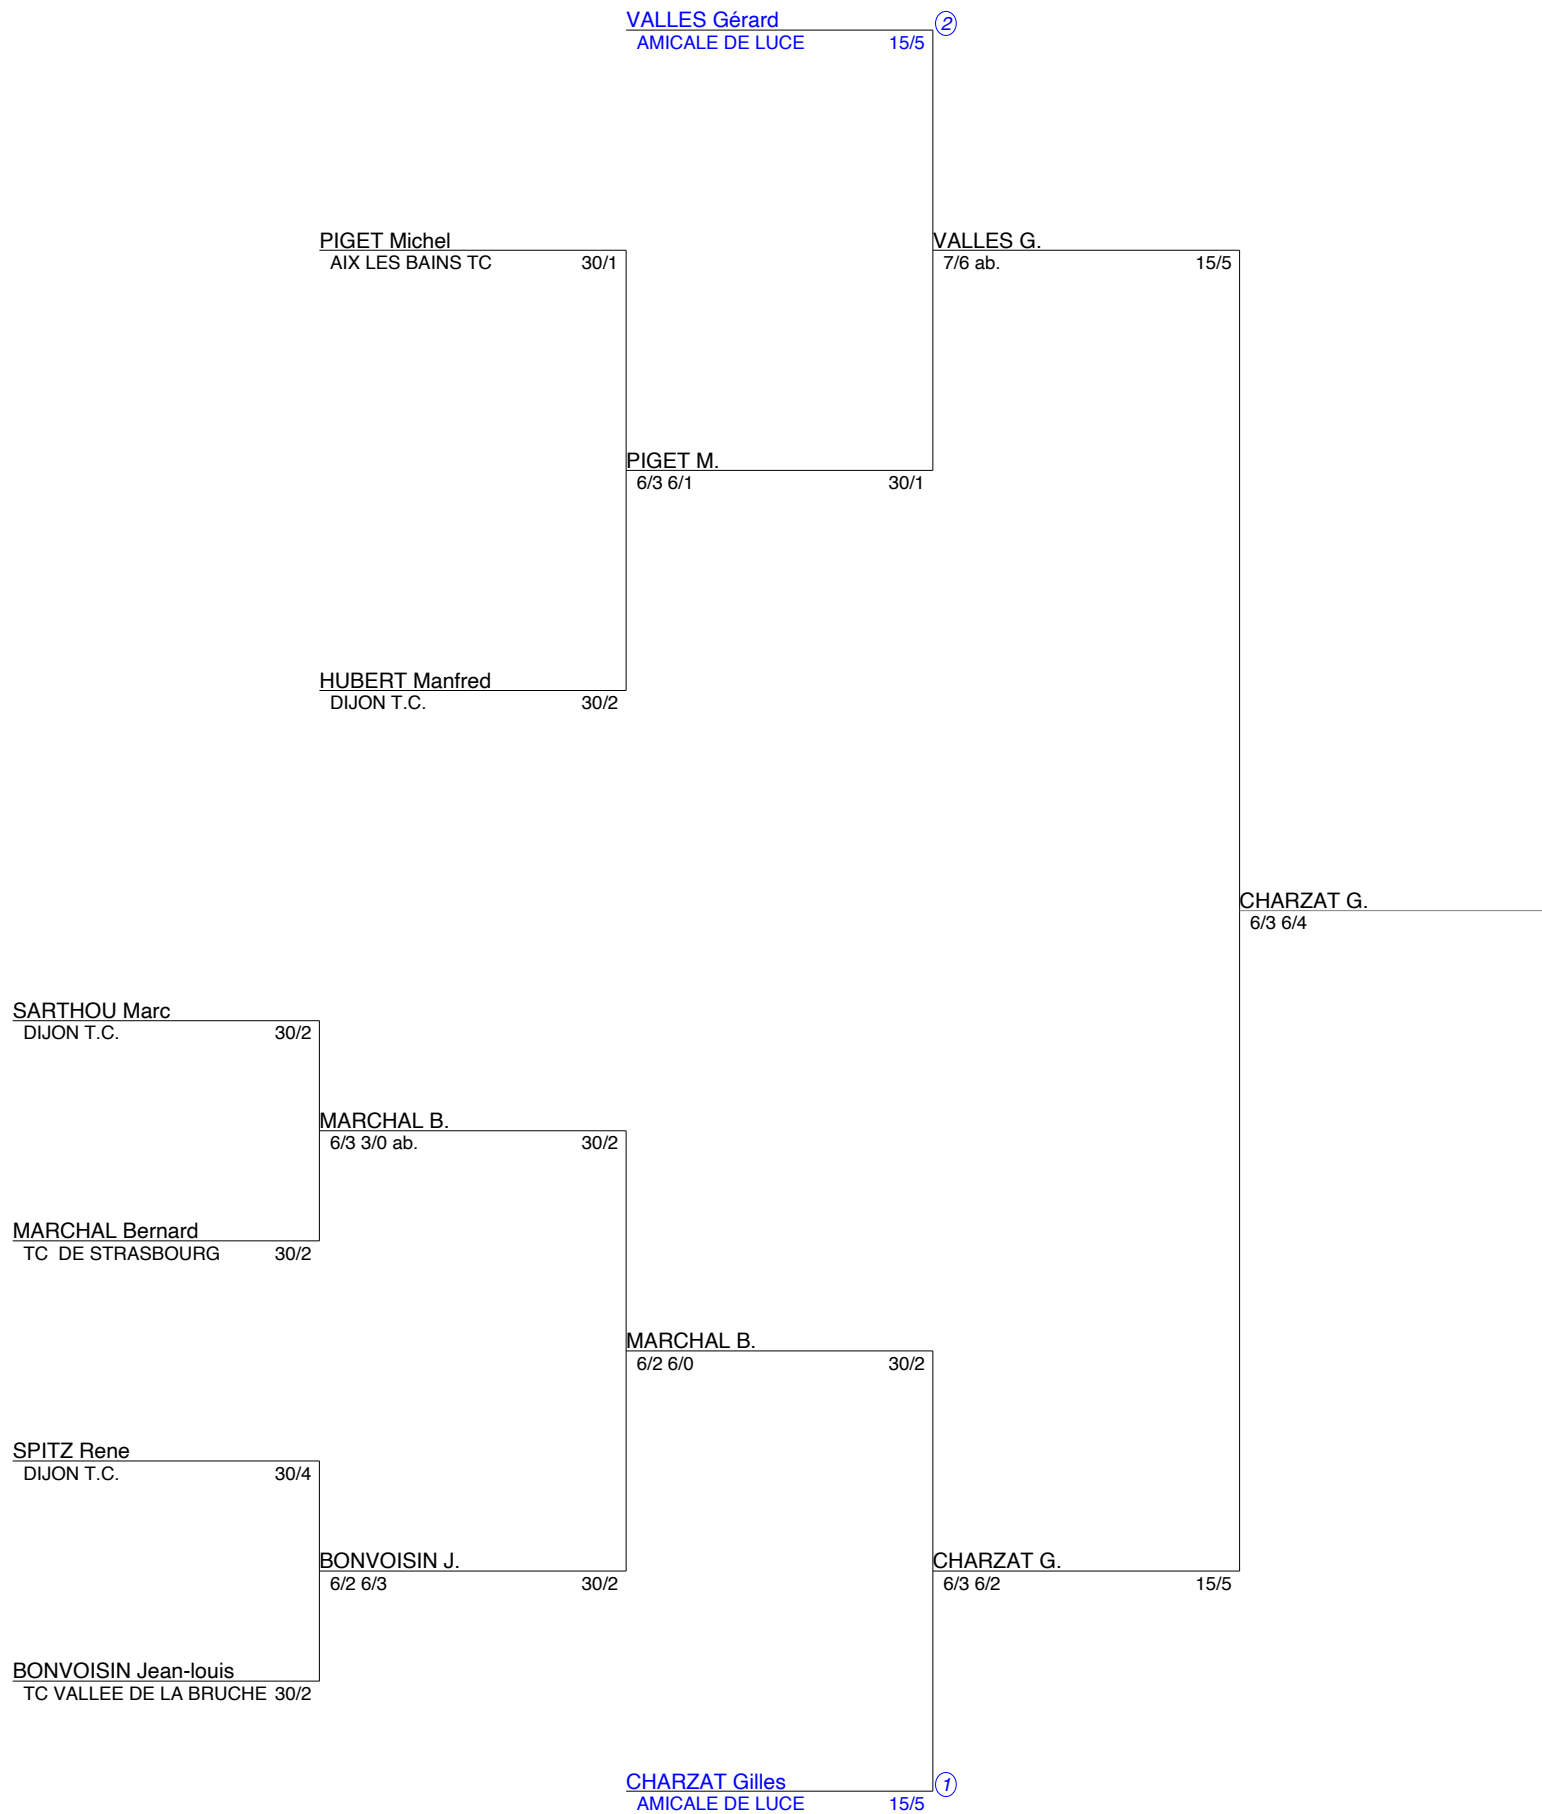 VALLES Gérard 2
AMICALE DE LUCE 15/5
PIGET Michel
AIX LES BAINS TC 30/1
VALLES G.
7/6 ab. 15/5
PIGET M.
6/3 6/1 30/1
HUBERT Manfred
DIJON T.C. 30/2
CHARZAT G.
6/3 6/4
SARTHOU Marc
DIJON T.C. 30/2
MARCHAL B.
6/3 3/0 ab. 30/2
MARCHAL Bernard
TC DE STRASBOURG 30/2
MARCHAL B.
6/2 6/0 30/2
SPITZ Rene
DIJON T.C. 30/4
BONVOISIN J.
6/2 6/3 30/2
CHARZAT G.
6/3 6/2 15/5
BONVOISIN Jean-louis
TC VALLEE DE LA BRUCHE 30/2
CHARZAT Gilles 1
AMICALE DE LUCE 15/5